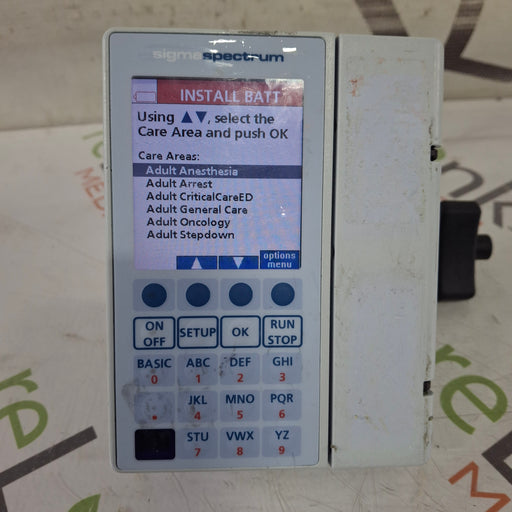 sigma spectrum
INSTALL BATT
Using ▲▼, select the
Care Area and push OK
Care Areas:
Adult Anesthesia
Adult Arrest
Adult CriticalCareED
Adult General Care
Adult Oncology
Adult Stepdown
options
menu
ON
OFF
SETUP
OK
RUN
STOP
BASIC ABC DEF GHI
0 1 2 3
JKL MNO PQR
. 4 5 6
STU VWX YZ
7 8 9